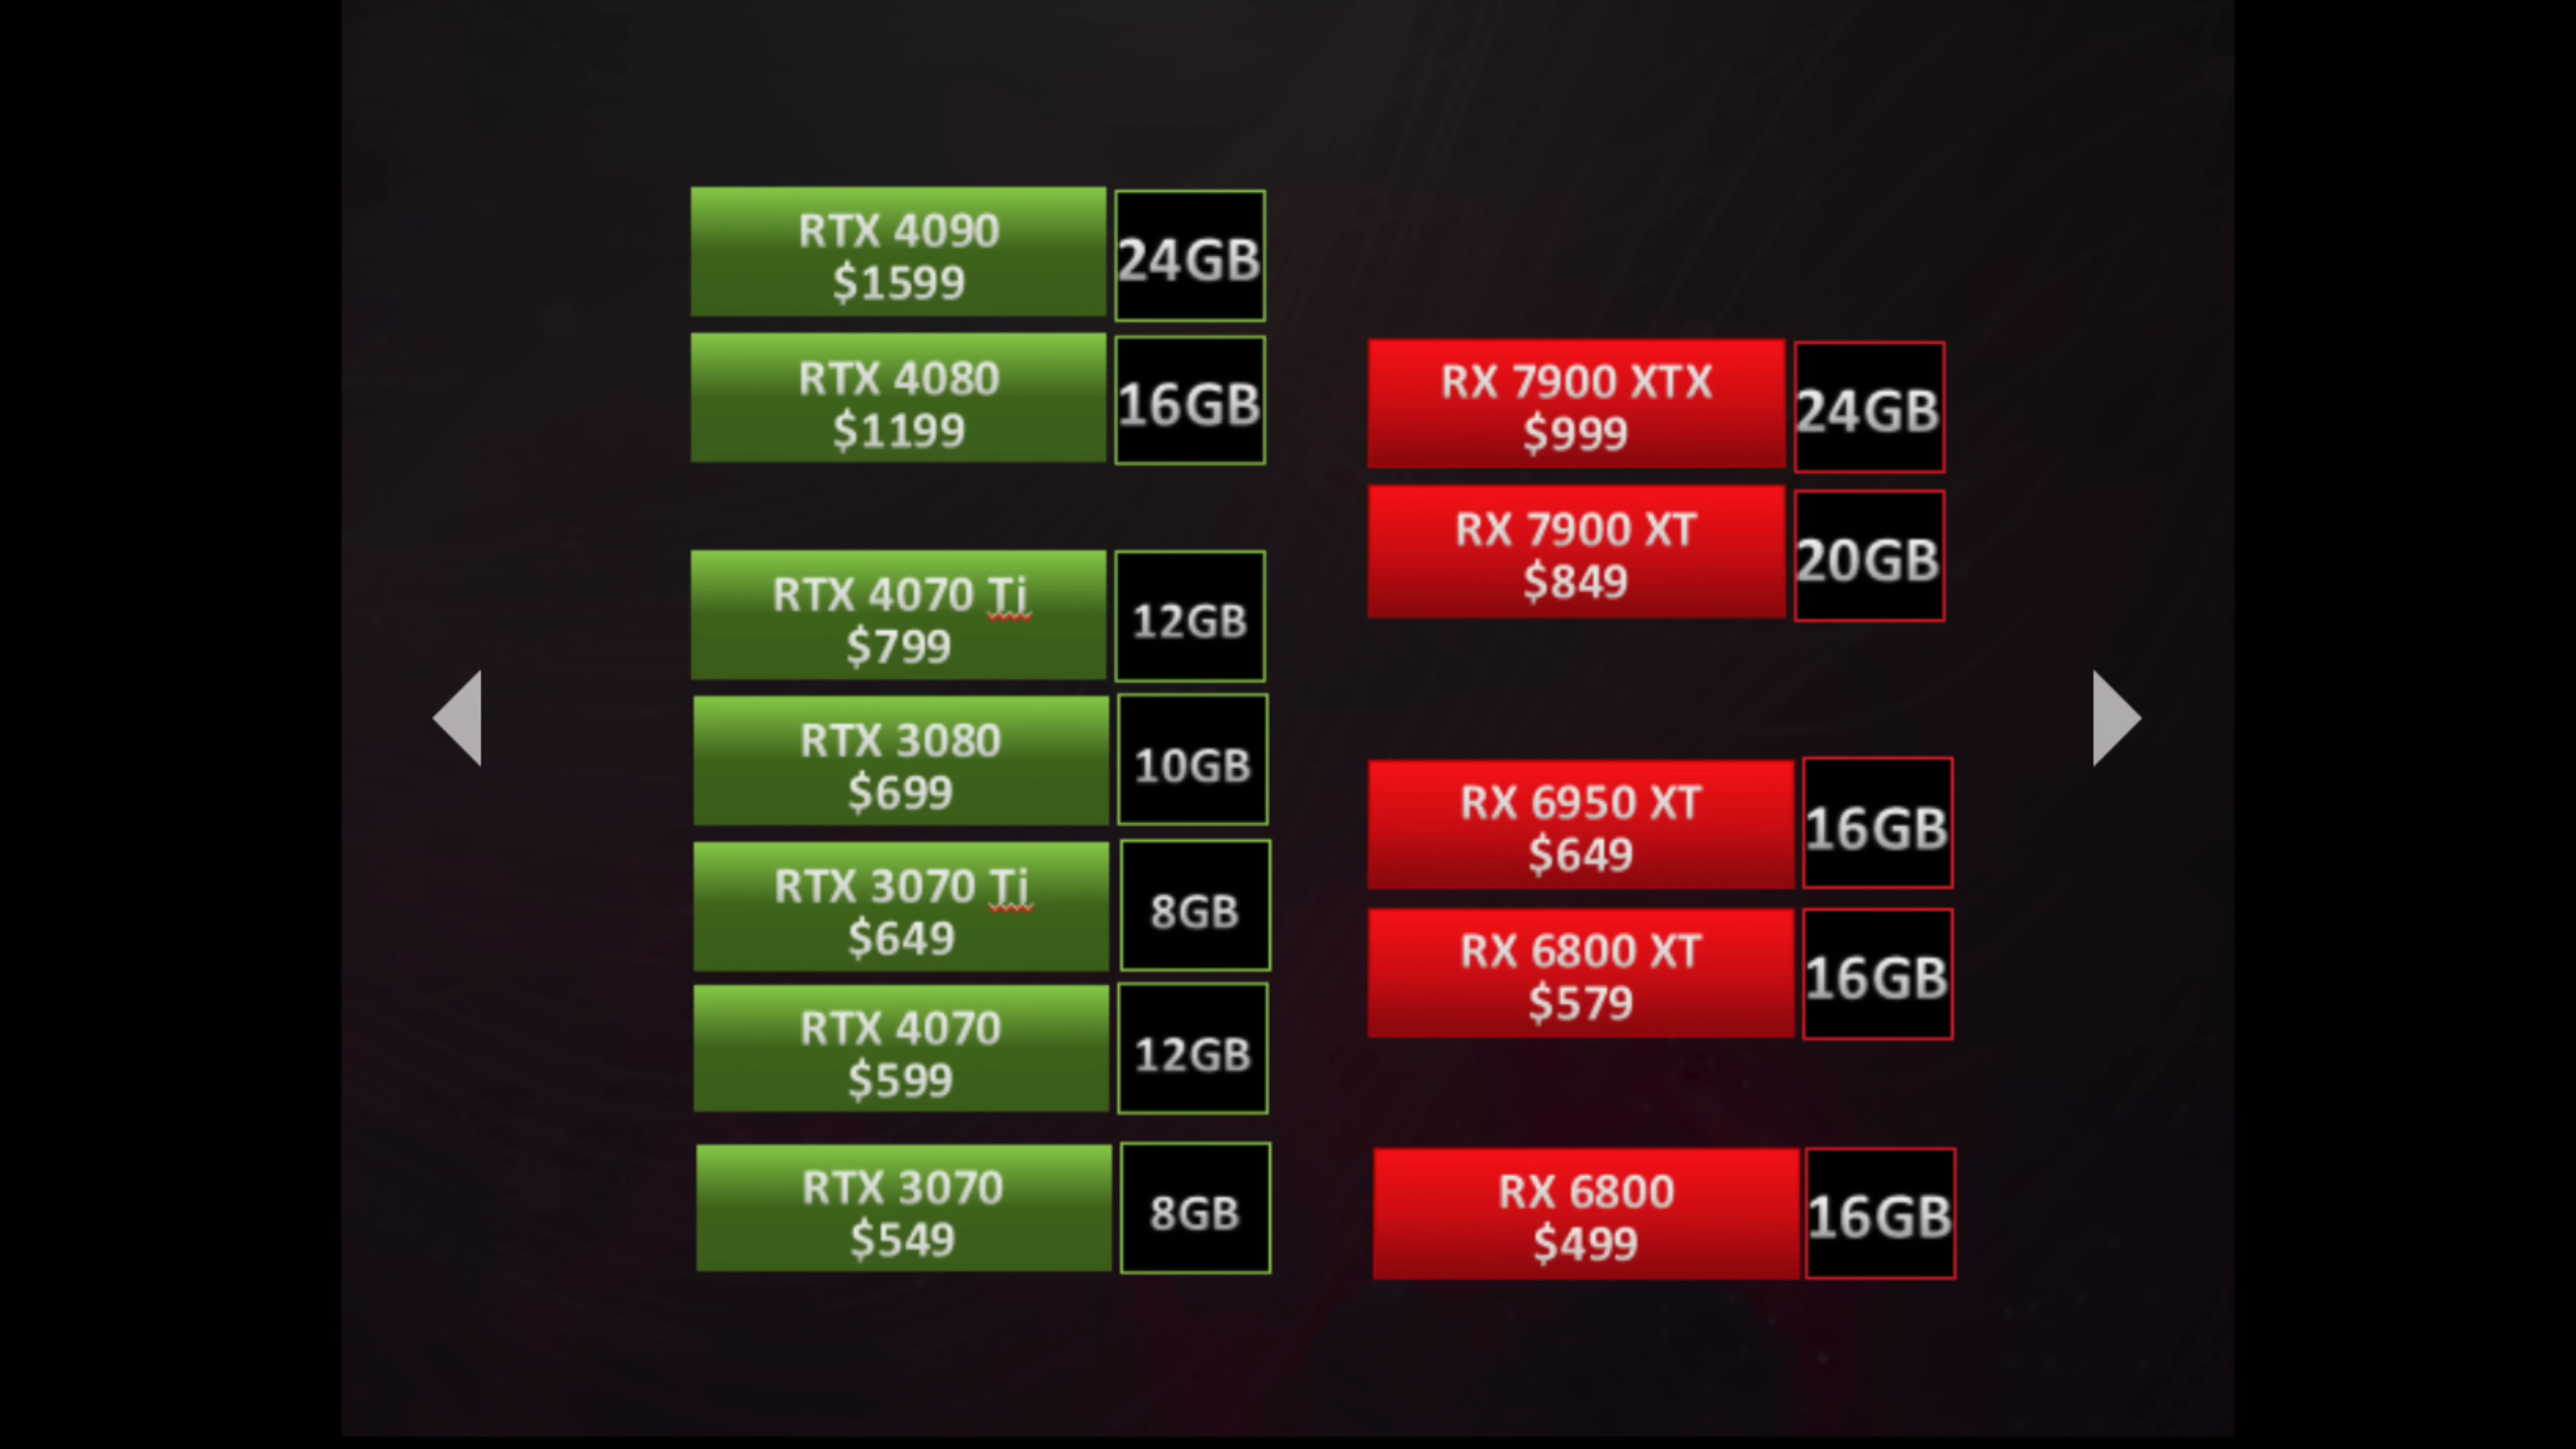 RTX 4090
$1599
24GB
RTX 4080
$1199
16GB
RTX 4070 Ti
$799
12GB
RTX 3080
$699
10GB
RTX 3070 Ti
$649
8GB
RTX 4070
$599
12GB
RTX 3070
$549
8GB
RX 7900 XTX
$999
24GB
RX 7900 XT
$849
20GB
RX 6950 XT
$649
16GB
RX 6800 XT
$579
16GB
RX 6800
$499
16GB